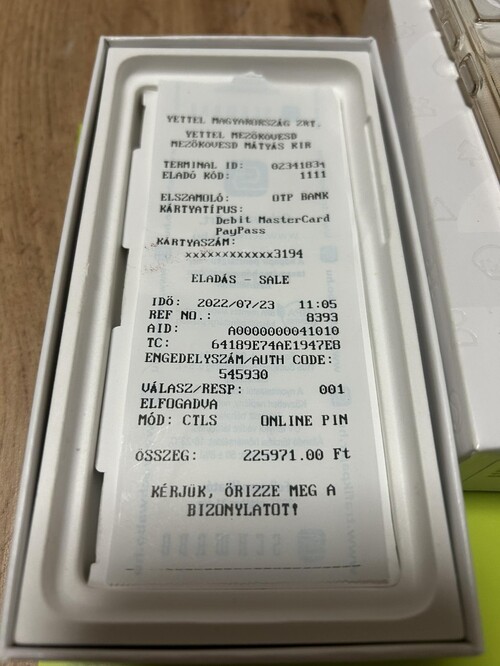 YETTEL MAGYARORSZÁG ZRT.
YETTEL MEZŐKÖVESD
MEZŐKÖVESD MÁTYÁS KIR
TERMINAL ID: 02341834
ELADÓ KÓD: 1111
ELSZÁMOLÓ: OTP BANK
KÁRTYATÍPUS:
Debit MasterCard
PayPass
KÁRTYASZÁM:
xxxxxxxxxxxx3194
ELADÁS - SALE
IDŐ: 2022/07/23 11:05
REF NO.: 8393
AID: A0000000041010
TC: 64189E74AE1947E8
ENGEDELYSZÁM/AUTH CODE:
545930
VÁLASZ/RESP: 001
ELFOGADVA
MÓD: CTLS ONLINE PIN
ÖSSZEG: 225971.00 Ft
KÉRJÜK, ŐRIZZE MEG A
BIZONYLATOT!